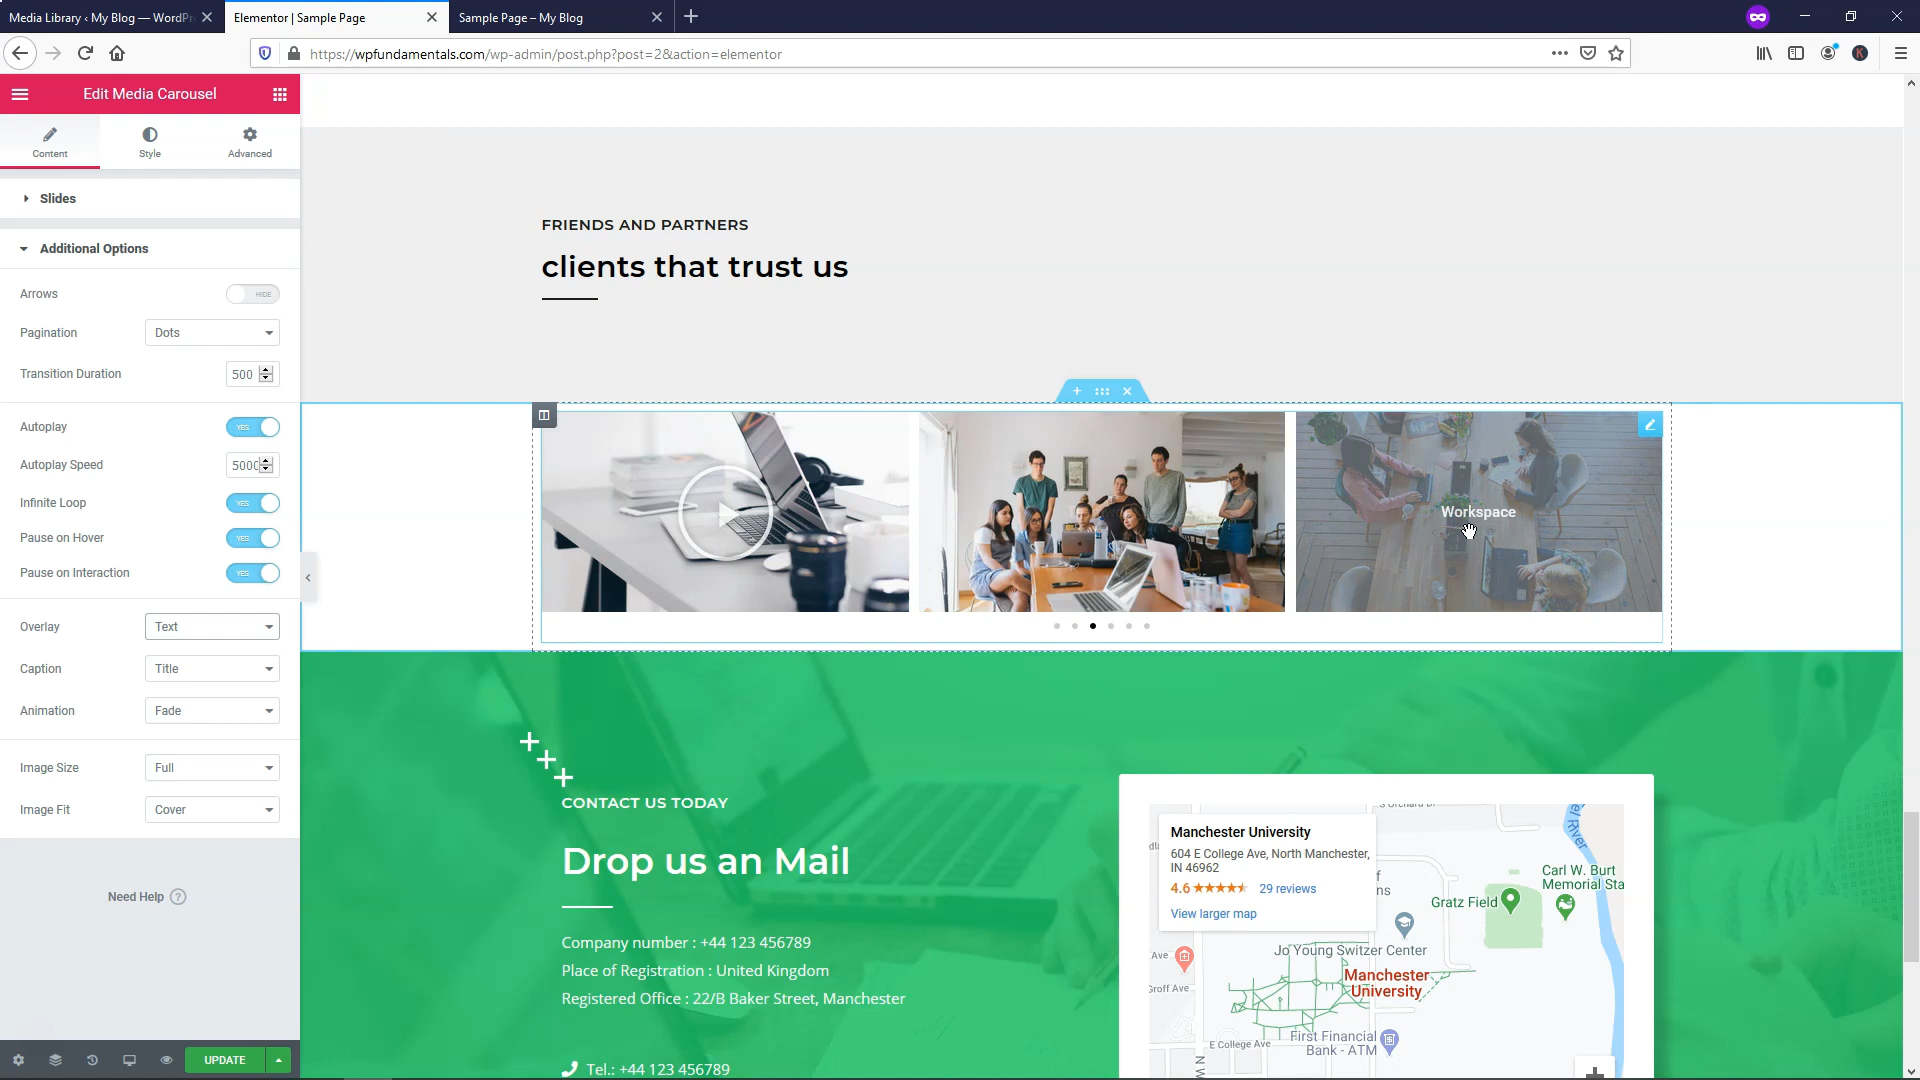 Media Library ‹ My Blog — WordPr
Elementor | Sample Page
Sample Page – My Blog
https://wpfundamentals.com/wp-admin/post.php?post=2&action=elementor
Edit Media Carousel
Content
Style
Advanced
Slides
Additional Options
Arrows
HIDE
Pagination
Dots
Transition Duration
500
Autoplay
YES
Autoplay Speed
5000
Infinite Loop
YES
Pause on Hover
YES
Pause on Interaction
YES
Overlay
Text
Caption
Title
Animation
Fade
Image Size
Full
Image Fit
Cover
Need Help
UPDATE
FRIENDS AND PARTNERS
clients that trust us
Workspace
CONTACT US TODAY
Drop us an Mail
Company number : +44 123 456789
Place of Registration : United Kingdom
Registered Office : 22/B Baker Street, Manchester
Tel.: +44 123 456789
Manchester University
604 E College Ave, North Manchester,
IN 46962
4.6
29 reviews
View larger map
Carl W. Burt
Memorial Sta
Gratz Field
Jo Young Switzer Center
Manchester
University
Ave
Groff Ave
First Financial
Bank - ATM
E College Ave
N W